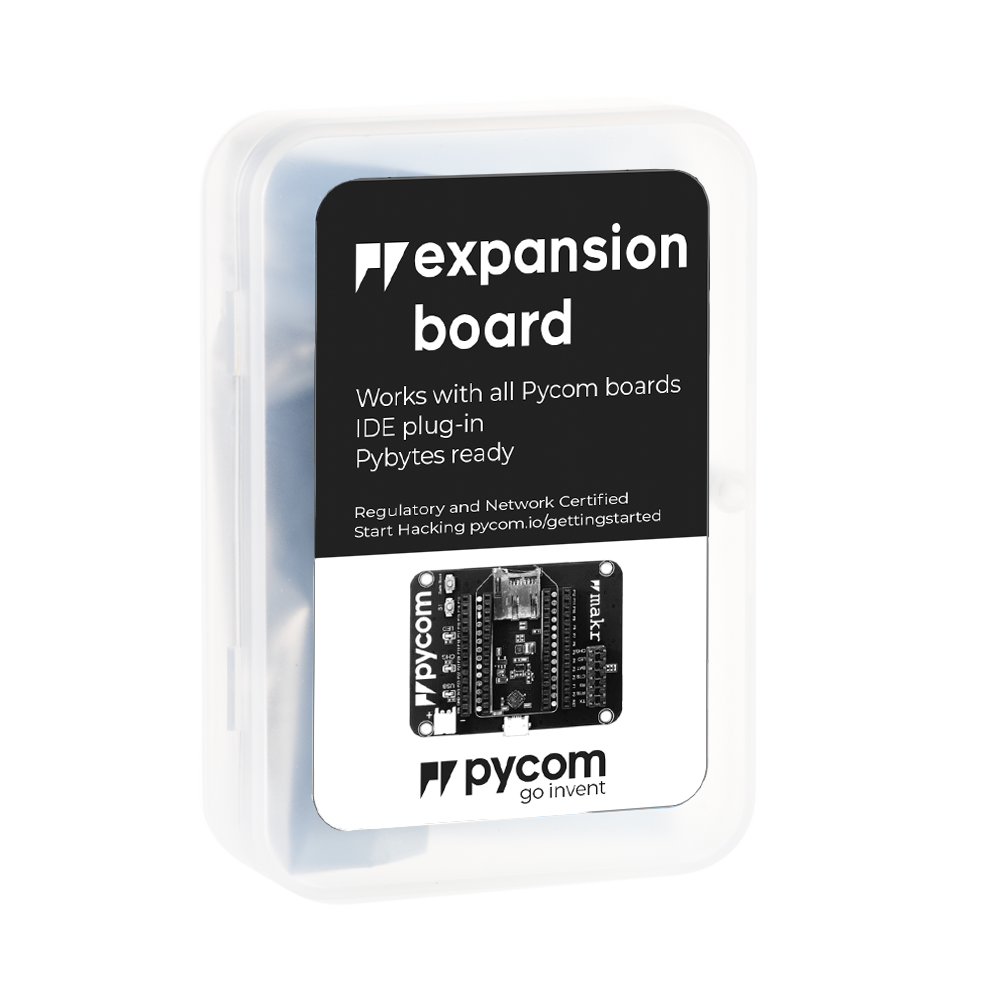 expansion
board
Works with all Pycom boards
IDE plug-in
Pybytes ready
Regulatory and Network Certified
Start Hacking pycom.io/gettingstarted
pycom
makr
pycom
go invent